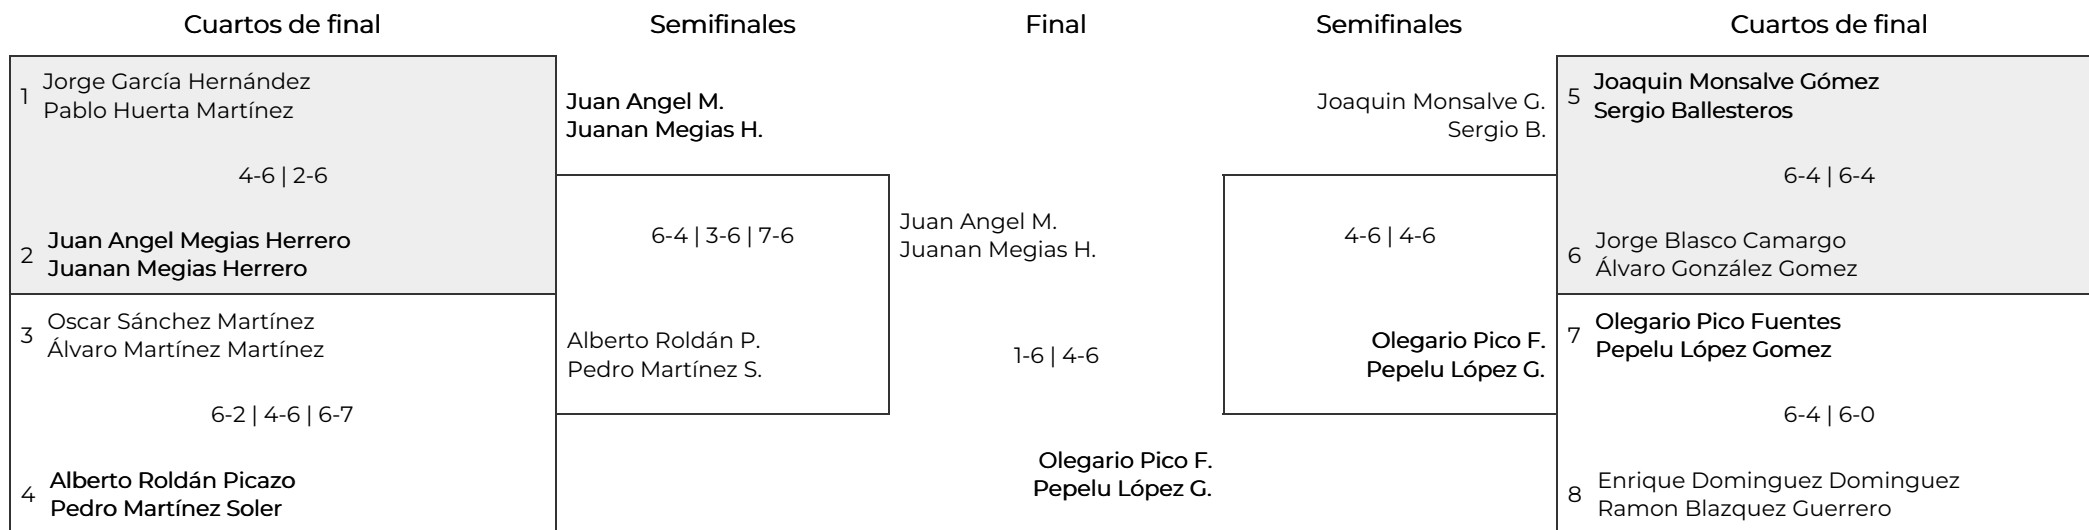 Cuartos de final
Semifinales
Final
Semifinales
Cuartos de final
1
Jorge García Hernández
Pablo Huerta Martínez
4-6 | 2-6
2
Juan Angel Megias Herrero
Juanan Megias Herrero
3
Oscar Sánchez Martínez
Álvaro Martínez Martínez
6-2 | 4-6 | 6-7
4
Alberto Roldán Picazo
Pedro Martínez Soler
Juan Angel M.
Juanan Megias H.
6-4 | 3-6 | 7-6
Alberto Roldán P.
Pedro Martínez S.
Juan Angel M.
Juanan Megias H.
1-6 | 4-6
Olegario Pico F.
Pepelu López G.
Joaquin Monsalve G.
Sergio B.
4-6 | 4-6
Olegario Pico F.
Pepelu López G.
5
Joaquin Monsalve Gómez
Sergio Ballesteros
6-4 | 6-4
6
Jorge Blasco Camargo
Álvaro González Gomez
7
Olegario Pico Fuentes
Pepelu López Gomez
6-4 | 6-0
8
Enrique Dominguez Dominguez
Ramon Blazquez Guerrero